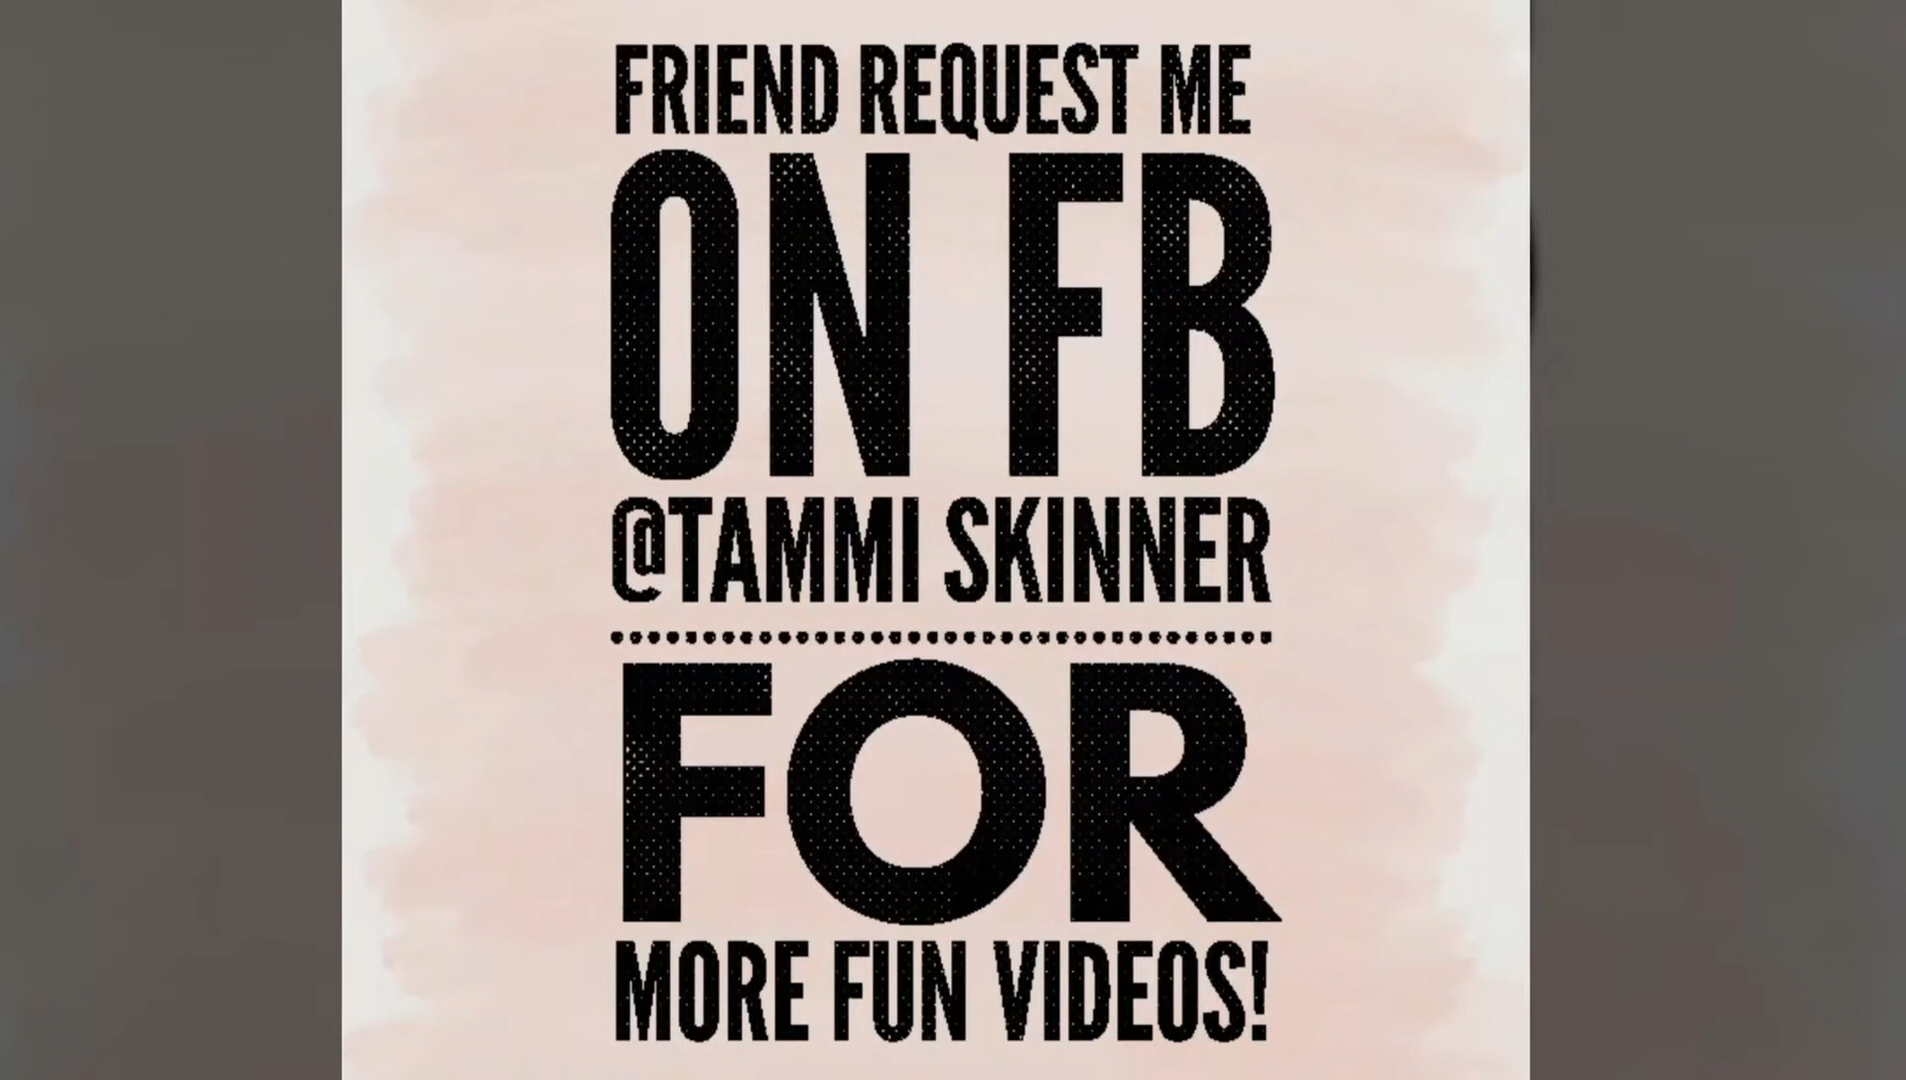 FRIEND REQUEST ME
ON FB
@TAMMI SKINNER
FOR
MORE FUN VIDEOS!